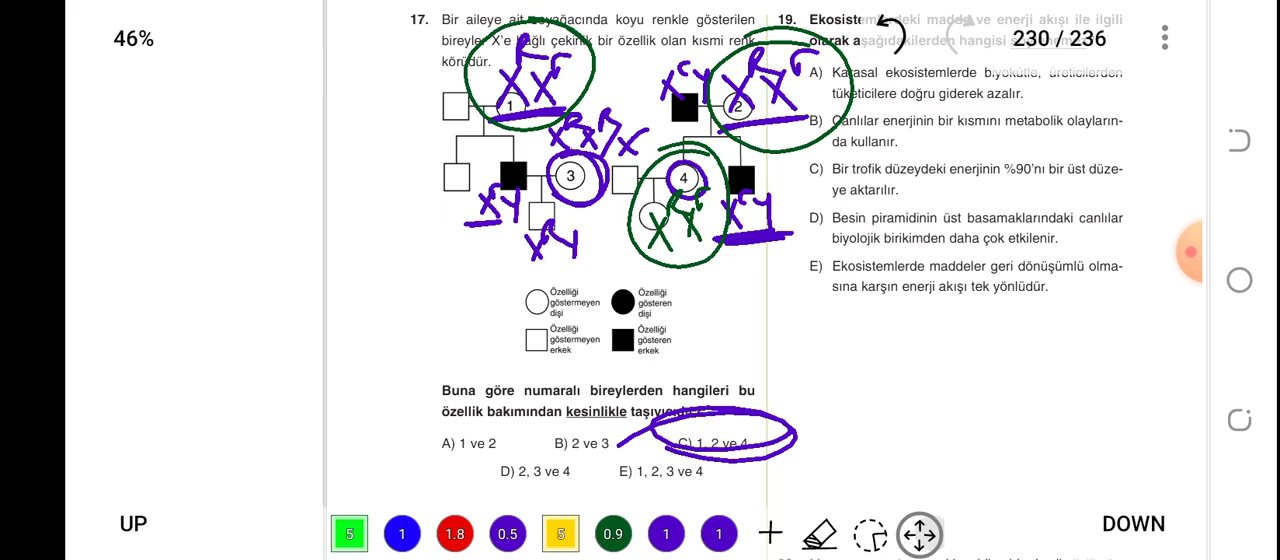 46%
230 / 236
17. Bir aileye ait soyağacında koyu renkle gösterilen
bireyler X'e bağlı çekinik bir özellik olan kısmi renk
körüdür.
X^R X^r
X^r Y
X^R X^r
1
2
X^R X^?
3
4
X^r Y
X^R Y
X^R X^r
X^r Y
Özelliği göstermeyen dişi
Özelliği gösteren dişi
Özelliği göstermeyen erkek
Özelliği gösteren erkek
Buna göre numaralı bireylerden hangileri bu
özellik bakımından kesinlikle
A) 1 ve 2 B) 2 ve 3 C) 1, 2 ve 4
D) 2, 3 ve 4 E) 1, 2, 3 ve 4
19. Ekosistemlerdeki madde ve enerji akışı ile ilgili
olarak aşağıdakilerden hangisi
A) Karasal ekosistemlerde biyokütle, üreticilerden
tüketicilere doğru giderek azalır.
B) Canlılar enerjinin bir kısmını metabolik olayların-
da kullanır.
C) Bir trofik düzeydeki enerjinin %90'nı bir üst düze-
ye aktarılır.
D) Besin piramidinin üst basamaklarındaki canlılar
biyolojik birikimden daha çok etkilenir.
E) Ekosistemlerde maddeler geri dönüşümlü olma-
sına karşın enerji akışı tek yönlüdür.
UP
5 1 1.8 0.5 5 0.9 1 1
DOWN